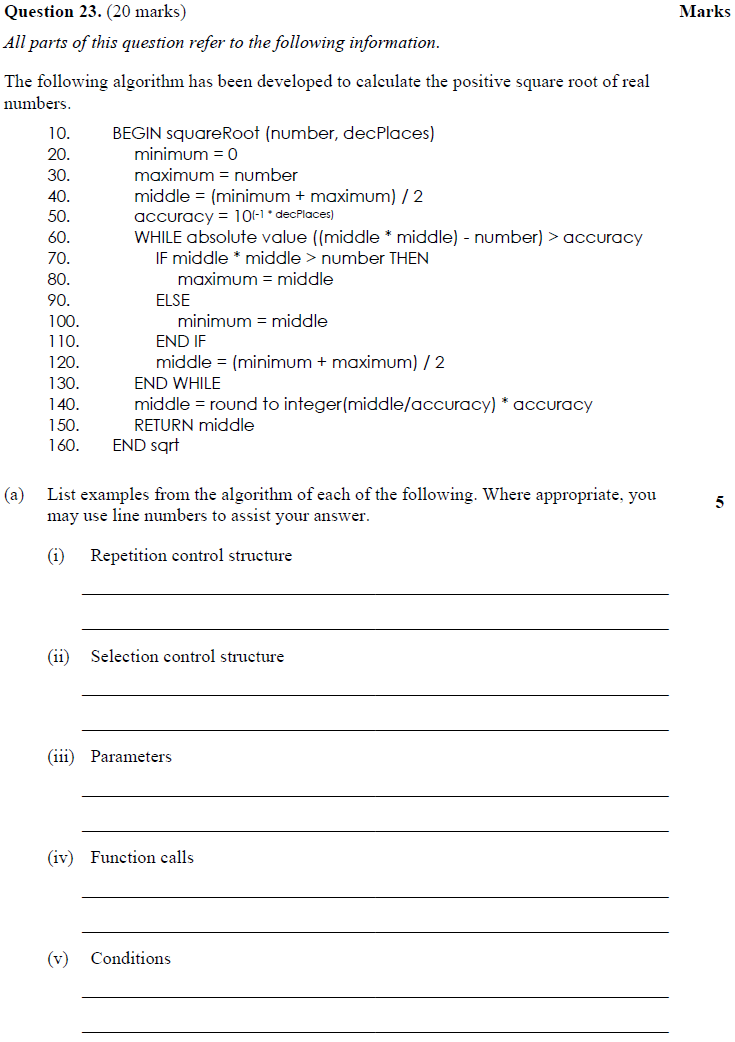 Question 23. (20 marks) Marks
All parts of this question refer to the following information.
The following algorithm has been developed to calculate the positive square root of real
numbers.
10. BEGIN squareRoot (number, decPlaces)
20. minimum = 0
30. maximum = number
40. middle = (minimum + maximum) / 2
50. accuracy = 10(-1 * decPlaces)
60. WHILE absolute value ((middle * middle) - number) > accuracy
70. IF middle * middle > number THEN
80. maximum = middle
90. ELSE
100. minimum = middle
110. END IF
120. middle = (minimum + maximum) / 2
130. END WHILE
140. middle = round to integer(middle/accuracy) * accuracy
150. RETURN middle
160. END sqrt
(a) List examples from the algorithm of each of the following. Where appropriate, you
may use line numbers to assist your answer. 5
(i) Repetition control structure
(ii) Selection control structure
(iii) Parameters
(iv) Function calls
(v) Conditions